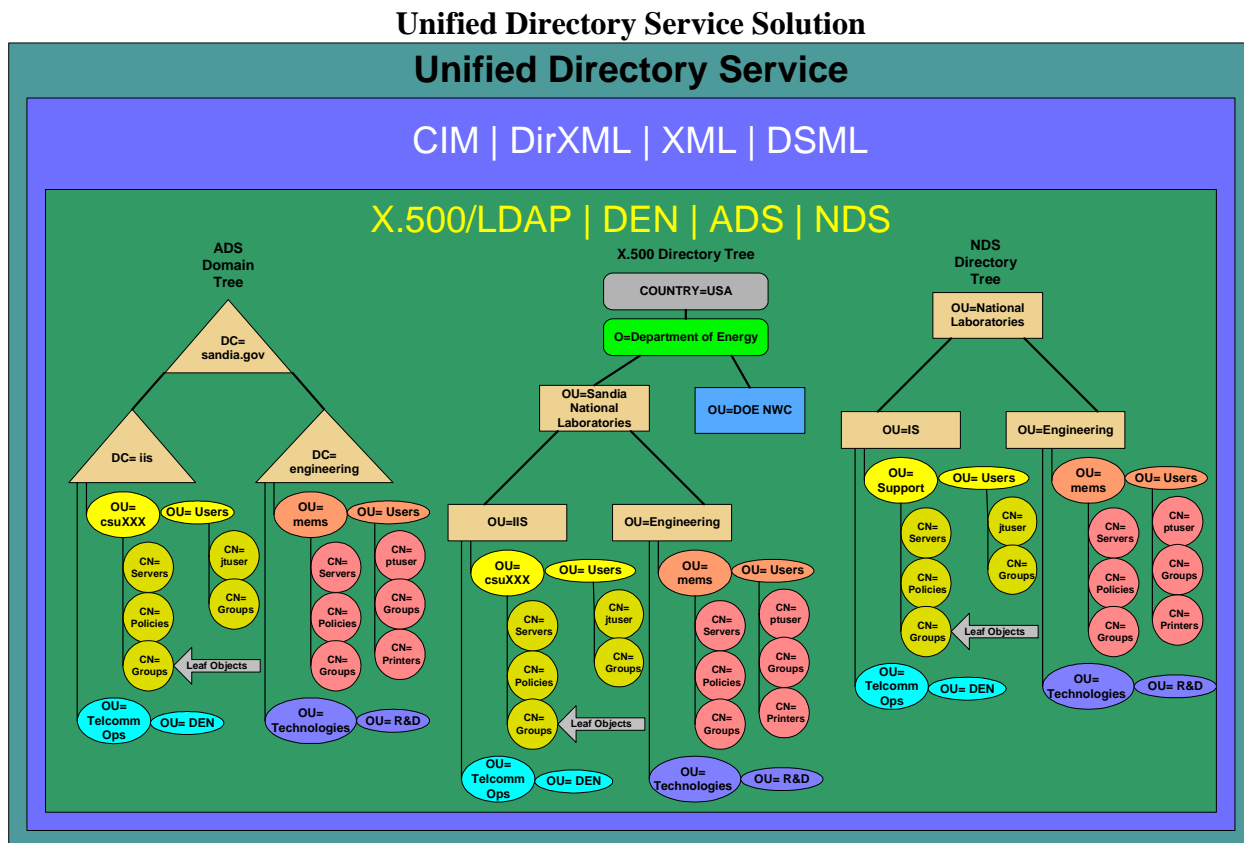 Unified Directory Service Solution
Unified Directory Service
CIM | DirXML | XML | DSML
X.500/LDAP | DEN | ADS | NDS
ADS
Domain
Tree
DC=
sandia.gov
DC= iis
DC=
engineering
OU=
csuXXX
OU= Users
CN=
Servers
CN=
Policies
CN=
Groups
CN=
jtuser
CN=
Groups
Leaf Objects
OU=
Telcomm
Ops
OU= DEN
OU=
mems
OU= Users
CN=
Servers
CN=
Policies
CN=
Groups
CN=
ptuser
CN=
Groups
CN=
Printers
OU=
Technologies
OU= R&D
X.500 Directory Tree
COUNTRY=USA
O=Department of Energy
OU=Sandia
National
Laboratories
OU=DOE NWC
OU=IIS
OU=Engineering
OU=
csuXXX
OU= Users
CN=
Servers
CN=
Policies
CN=
Groups
CN=
jtuser
CN=
Groups
Leaf Objects
OU=
Telcomm
Ops
OU= DEN
OU=
mems
OU= Users
CN=
Servers
CN=
Policies
CN=
Groups
CN=
ptuser
CN=
Groups
CN=
Printers
OU=
Technologies
OU= R&D
NDS
Directory
Tree
OU=National
Laboratories
OU=IS
OU=Engineering
OU=
Support
OU= Users
CN=
Servers
CN=
Policies
CN=
Groups
CN=
jtuser
CN=
Groups
Leaf Objects
OU=
Telcomm
Ops
OU= DEN
OU=
mems
OU= Users
CN=
Servers
CN=
Policies
CN=
Groups
CN=
ptuser
CN=
Groups
CN=
Printers
OU=
Technologies
OU= R&D